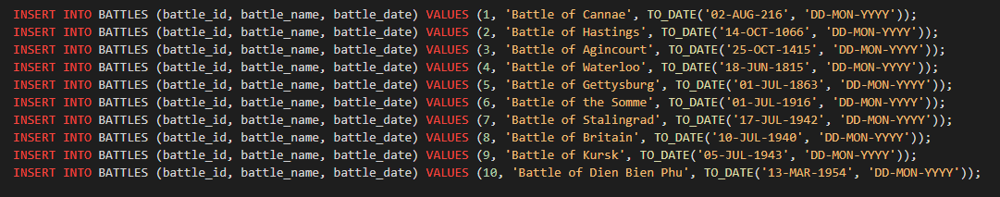 INSERT INTO BATTLES (battle_id, battle_name, battle_date) VALUES (1, 'Battle of Cannae', TO_DATE('02-AUG-216', 'DD-MON-YYYY'));
INSERT INTO BATTLES (battle_id, battle_name, battle_date) VALUES (2, 'Battle of Hastings', TO_DATE('14-OCT-1066', 'DD-MON-YYYY'));
INSERT INTO BATTLES (battle_id, battle_name, battle_date) VALUES (3, 'Battle of Agincourt', TO_DATE('25-OCT-1415', 'DD-MON-YYYY'));
INSERT INTO BATTLES (battle_id, battle_name, battle_date) VALUES (4, 'Battle of Waterloo', TO_DATE('18-JUN-1815', 'DD-MON-YYYY'));
INSERT INTO BATTLES (battle_id, battle_name, battle_date) VALUES (5, 'Battle of Gettysburg', TO_DATE('01-JUL-1863', 'DD-MON-YYYY'));
INSERT INTO BATTLES (battle_id, battle_name, battle_date) VALUES (6, 'Battle of the Somme', TO_DATE('01-JUL-1916', 'DD-MON-YYYY'));
INSERT INTO BATTLES (battle_id, battle_name, battle_date) VALUES (7, 'Battle of Stalingrad', TO_DATE('17-JUL-1942', 'DD-MON-YYYY'));
INSERT INTO BATTLES (battle_id, battle_name, battle_date) VALUES (8, 'Battle of Britain', TO_DATE('10-JUL-1940', 'DD-MON-YYYY'));
INSERT INTO BATTLES (battle_id, battle_name, battle_date) VALUES (9, 'Battle of Kursk', TO_DATE('05-JUL-1943', 'DD-MON-YYYY'));
INSERT INTO BATTLES (battle_id, battle_name, battle_date) VALUES (10, 'Battle of Dien Bien Phu', TO_DATE('13-MAR-1954', 'DD-MON-YYYY'));